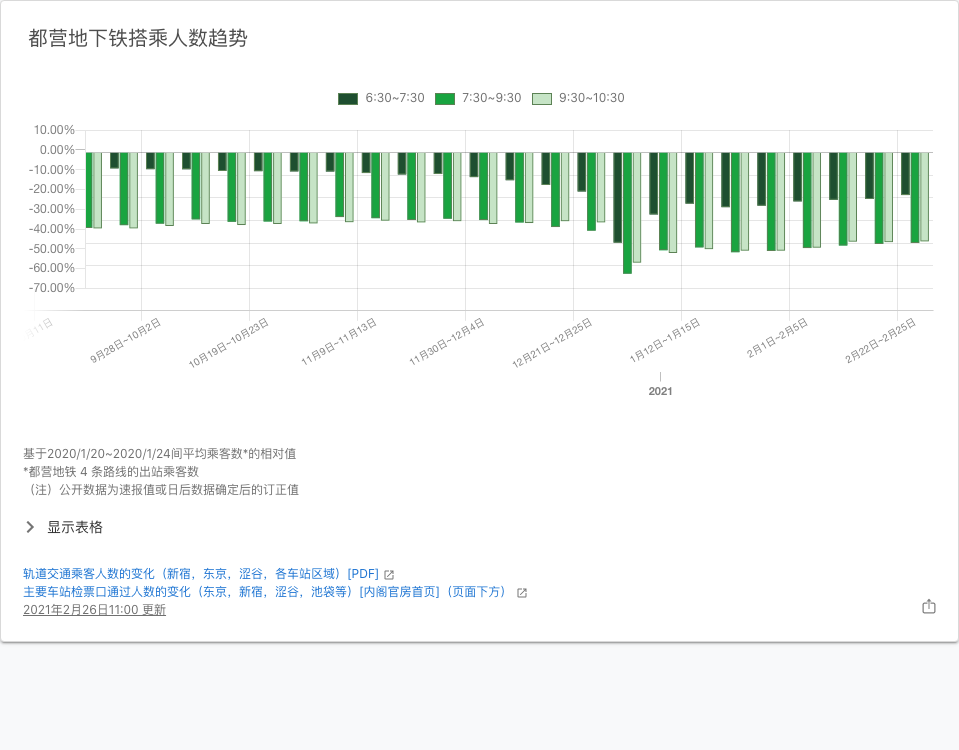 都营地下铁搭乘人数趋势
6:30~7:30 7:30~9:30 9:30~10:30
10.00%
0.00%
-10.00%
-20.00%
-30.00%
-40.00%
-50.00%
-60.00%
-70.00%
9月28日~10月2日 10月19日~10月23日 11月9日~11月13日 11月30日~12月4日 12月21日~12月25日 1月12日~1月15日 2月1日~2月5日 2月22日~2月25日
2021
基于2020/1/20~2020/1/24间平均乘客数*的相对值
*都营地铁 4 条路线的出站乘客数
（注）公开数据为速报值或日后数据确定后的订正值
显示表格
轨道交通乘客人数的变化（新宿，东京，涩谷，各车站区域）[PDF]
主要车站检票口通过人数的变化（东京，新宿，涩谷，池袋等）[内阁官房首页]（页面下方）
2021年2月26日11:00 更新